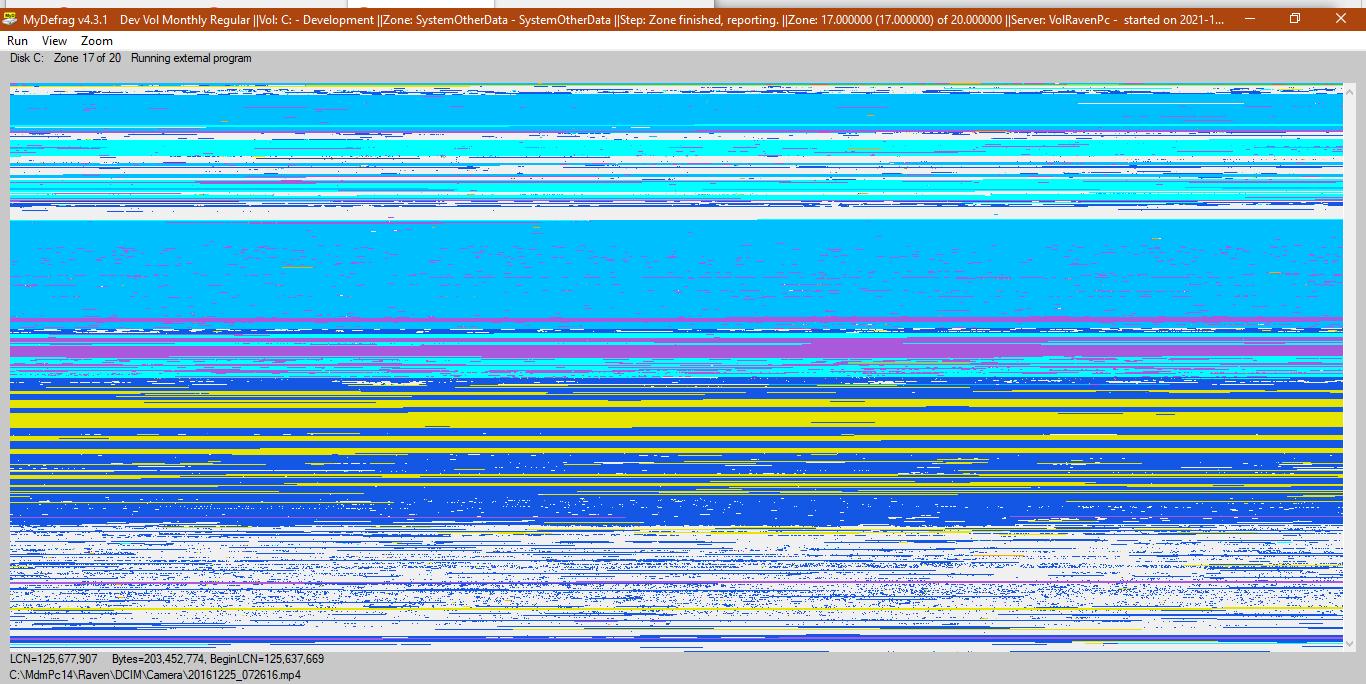 MyDefrag v4.3.1 Dev Vol Monthly Regular ||Vol: C: - Development ||Zone: SystemOtherData - SystemOtherData ||Step: Zone finished, reporting. ||Zone: 17.000000 (17.000000) of 20.000000 ||Server: VolRavenPc - started on 2021-1...
Run View Zoom
Disk C: Zone 17 of 20 Running external program
LCN=125,677,907 Bytes=203,452,774, BeginLCN=125,637,669
C:\MdmPc14\Raven\DCIM\Camera\20161225_072616.mp4